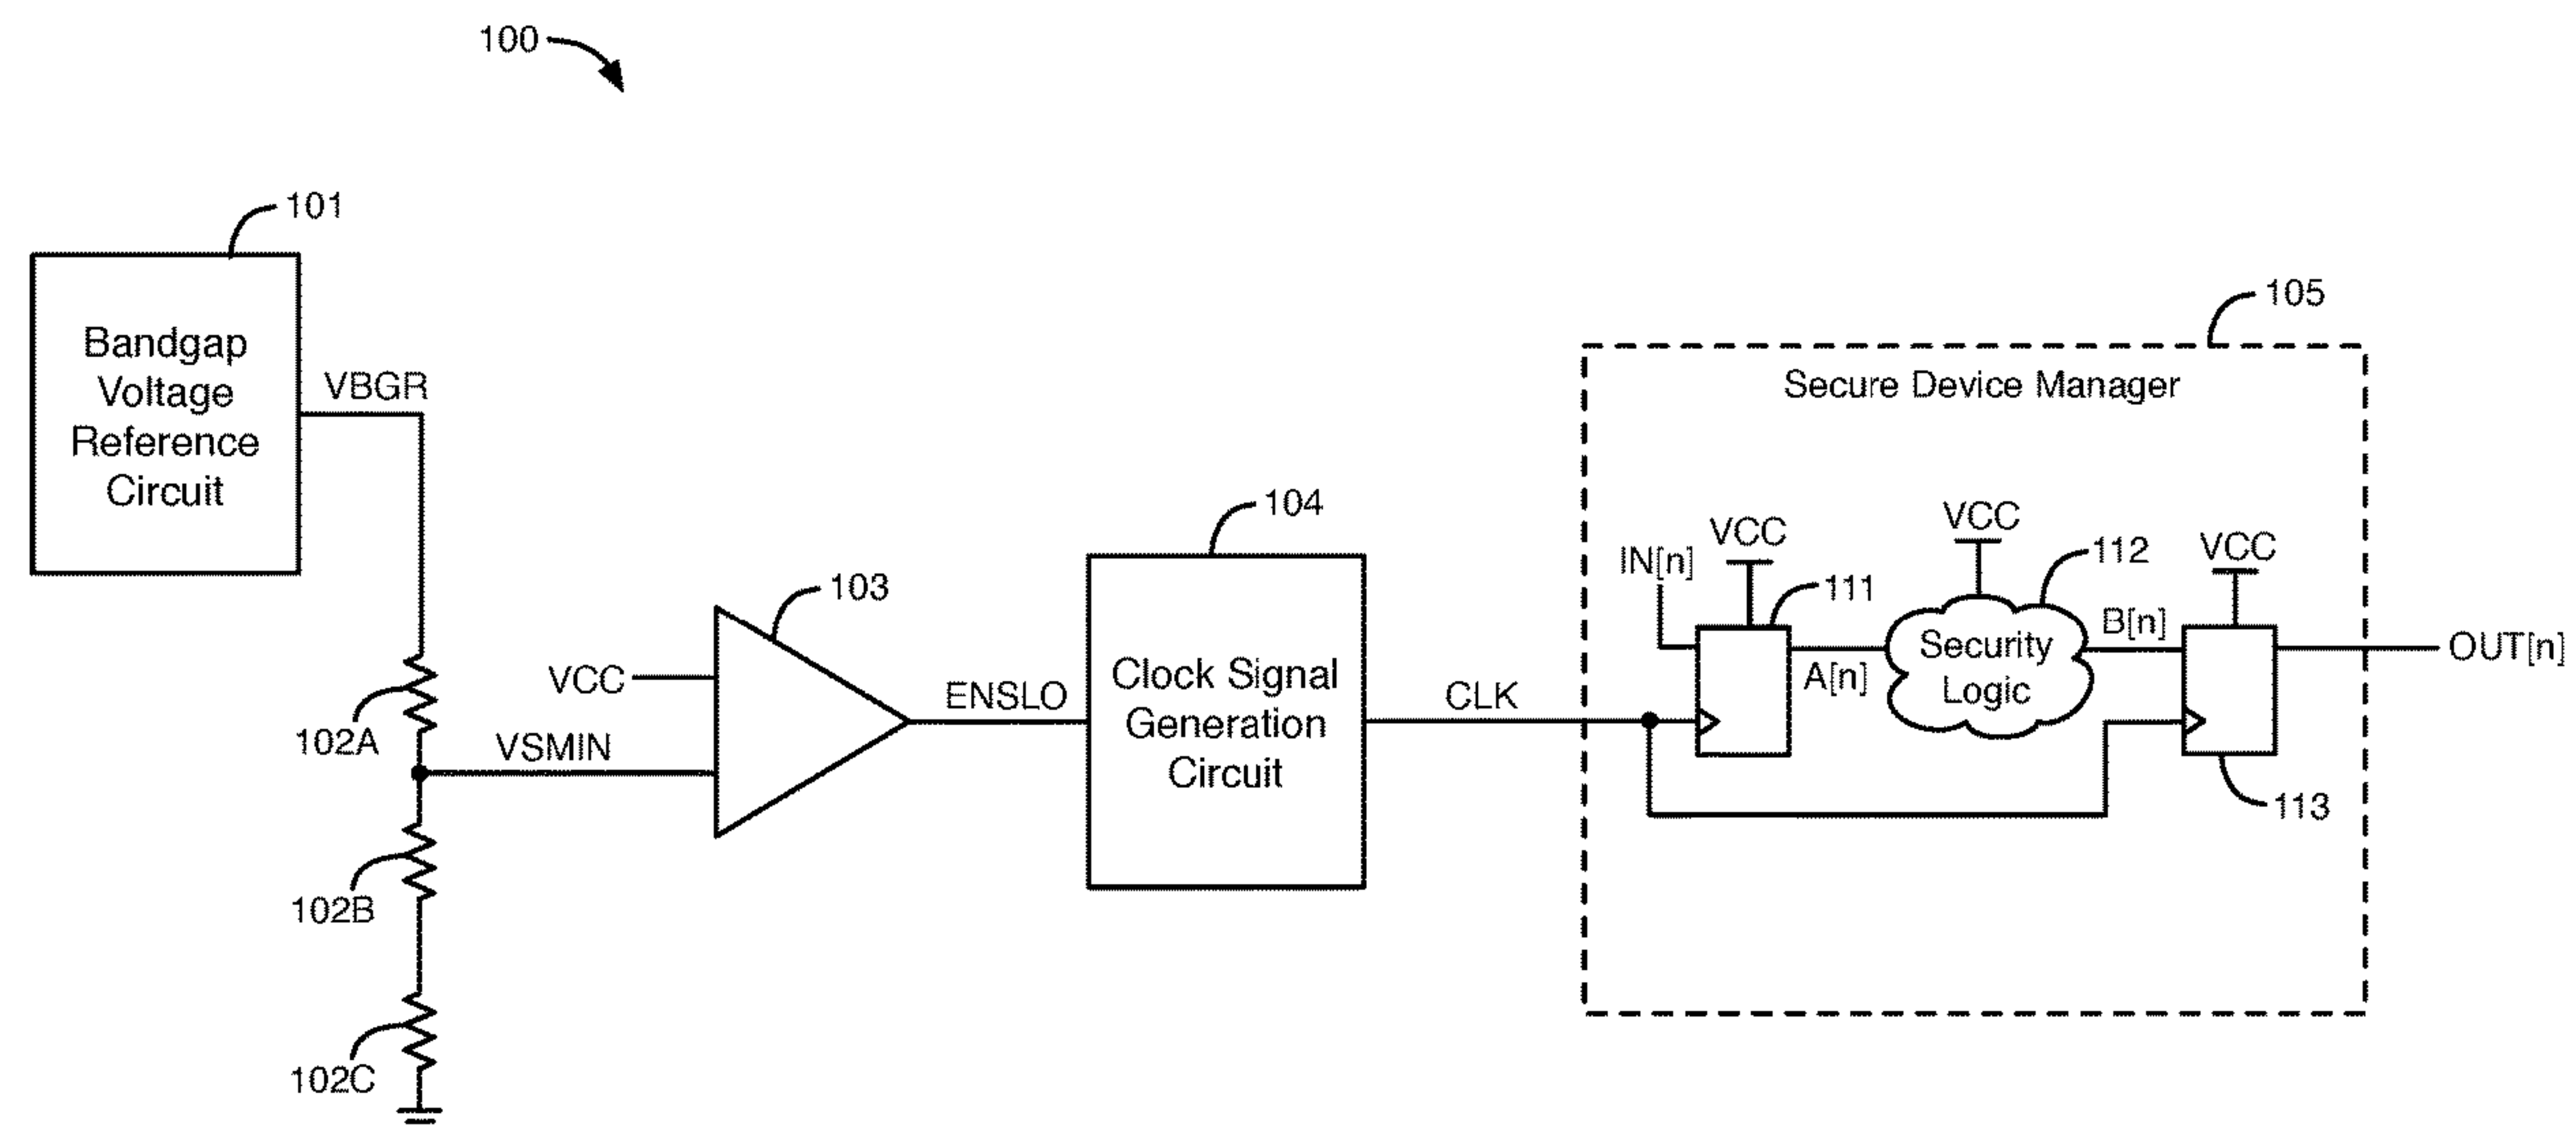 100
101
Bandgap
Voltage
Reference
Circuit
VBGR
102A
102B
102C
VSMIN
VCC
103
ENSLO
104
Clock Signal
Generation
Circuit
CLK
105
Secure Device Manager
IN[n]
VCC
111
A[n]
VCC
112
Security
Logic
B[n]
VCC
113
OUT[n]